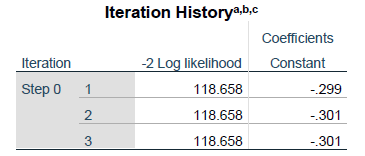 Iteration Historyᵃ,ᵇ,ᶜ
Coefficients
Iteration -2 Log likelihood Constant
Step 0 1 118.658 -.299
2 118.658 -.301
3 118.658 -.301